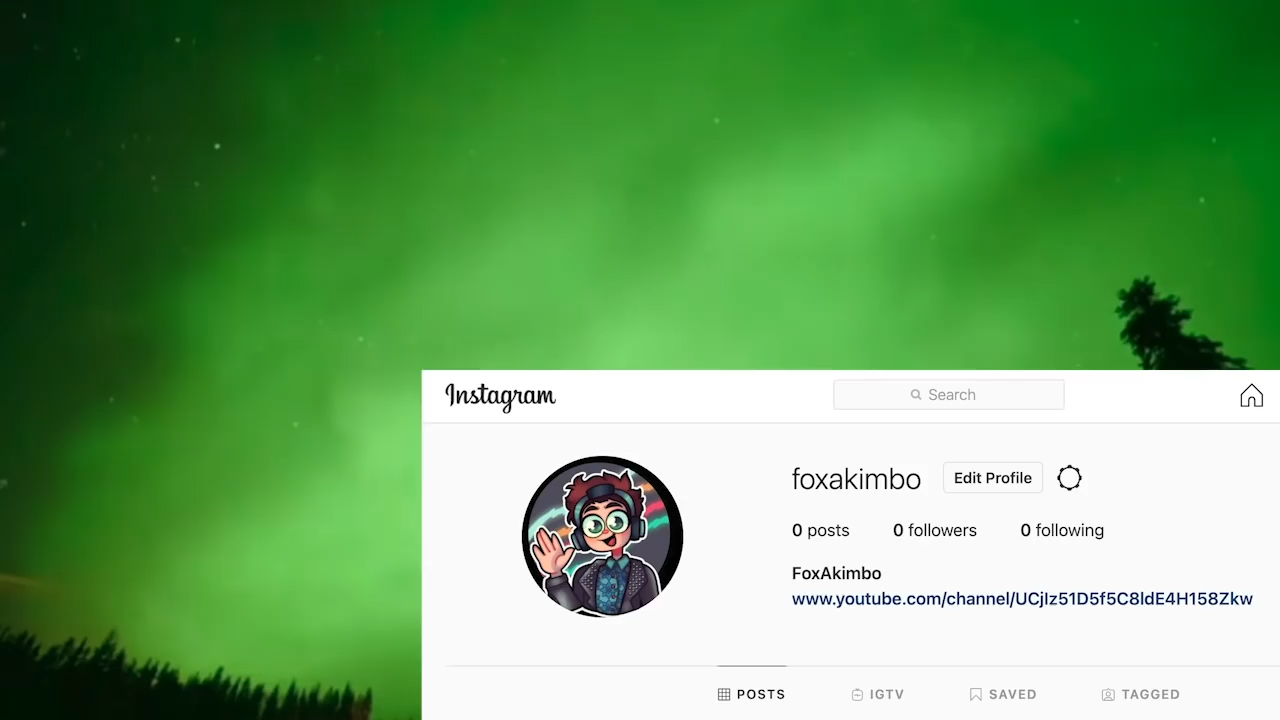 Instagram
Search
foxakimbo Edit Profile
0 posts 0 followers 0 following
FoxAkimbo
www.youtube.com/channel/UCjIz51D5f5C8ldE4H158Zkw
POSTS IGTV SAVED TAGGED